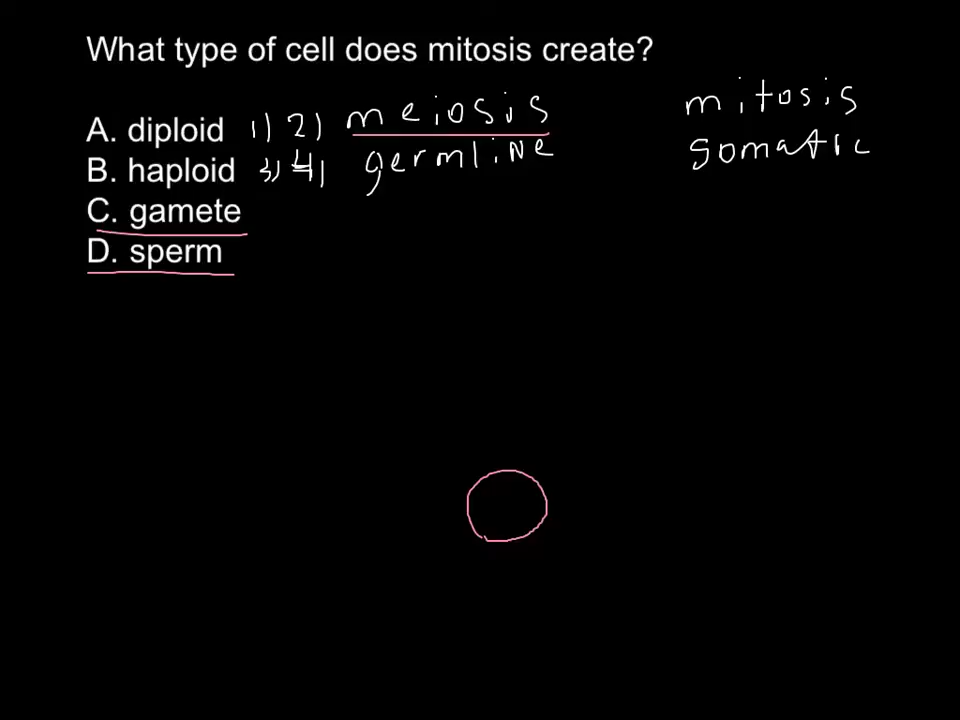 What type of cell does mitosis create?
A. diploid 1) 2) meiosis mitosis
B. haploid 3) 4) germline somatic
C. gamete
D. sperm